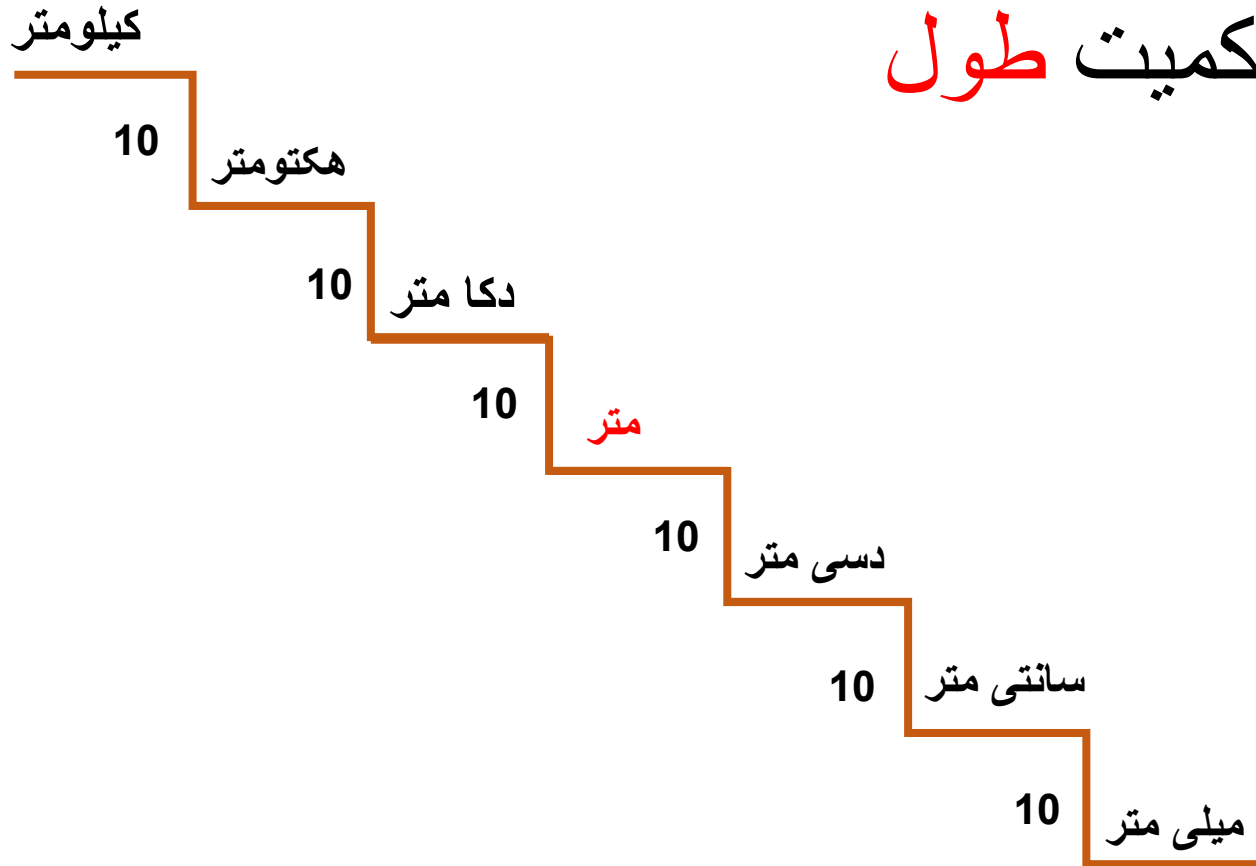 کمیت طول
کیلومتر
10
هکتومتر
10
دکا متر
10
متر
10
دسی متر
10
سانتی متر
10
میلی متر